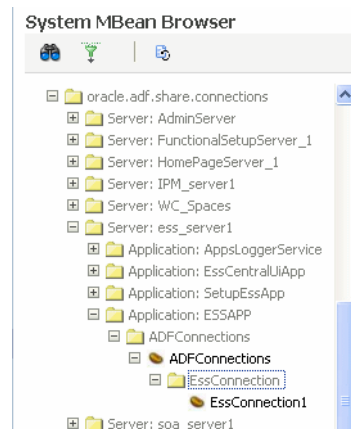 System MBean Browser
oracle.adf.share.connections
Server: AdminServer
Server: FunctionalSetupServer_1
Server: HomePageServer_1
Server: IPM_server1
Server: WC_Spaces
Server: ess_server1
Application: AppsLoggerService
Application: EssCentralUiApp
Application: SetupEssApp
Application: ESSAPP
ADFConnections
ADFConnections
EssConnection
EssConnection1
Server: soa_server1